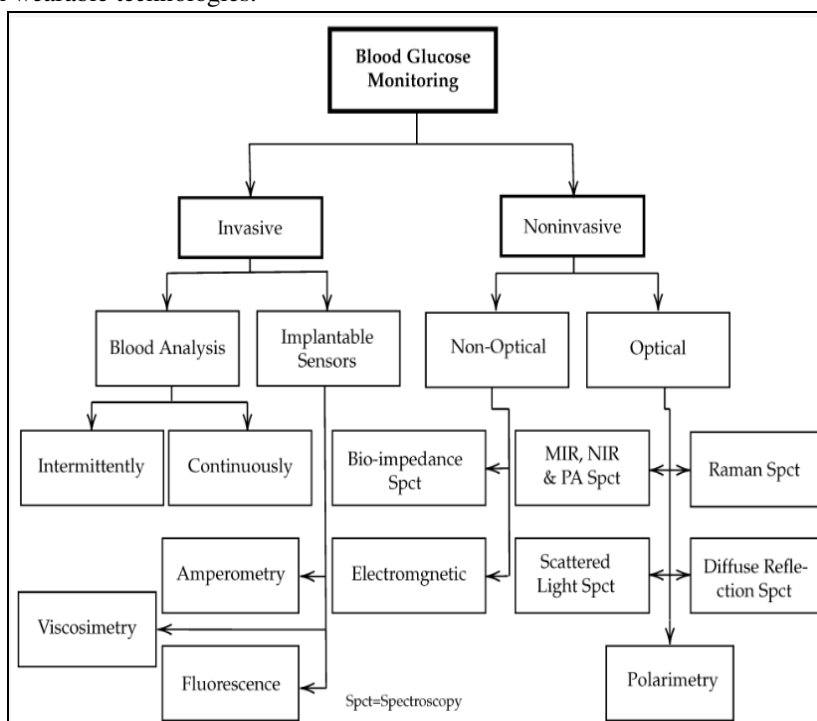 wearable technologies.
Blood Glucose
Monitoring
Invasive
Noninvasive
Blood Analysis
Implantable
Sensors
Non-Optical
Optical
Intermittently
Continuously
Bio-impedance
Spct
MIR, NIR
& PA Spct
Raman Spct
Amperometry
Electromgnetic
Scattered
Light Spct
Diffuse Refle-
ction Spct
Viscosimetry
Fluorescence
Polarimetry
Spct=Spectroscopy